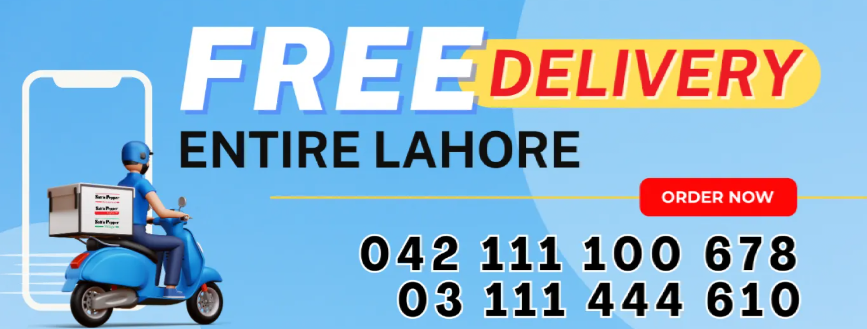 FREE DELIVERY
ENTIRE LAHORE
ORDER NOW
042 111 100 678
03 111 444 610